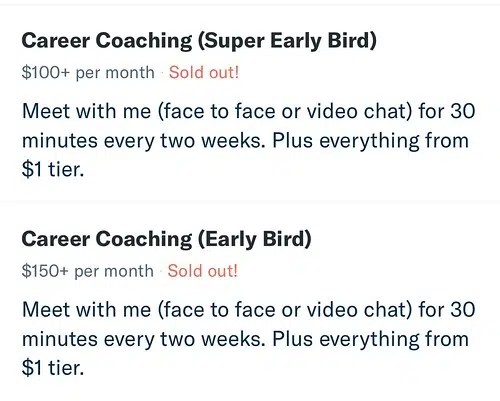 Career Coaching (Super Early Bird)
$100+ per month · Sold out!
Meet with me (face to face or video chat) for 30
minutes every two weeks. Plus everything from
$1 tier.
Career Coaching (Early Bird)
$150+ per month · Sold out!
Meet with me (face to face or video chat) for 30
minutes every two weeks. Plus everything from
$1 tier.